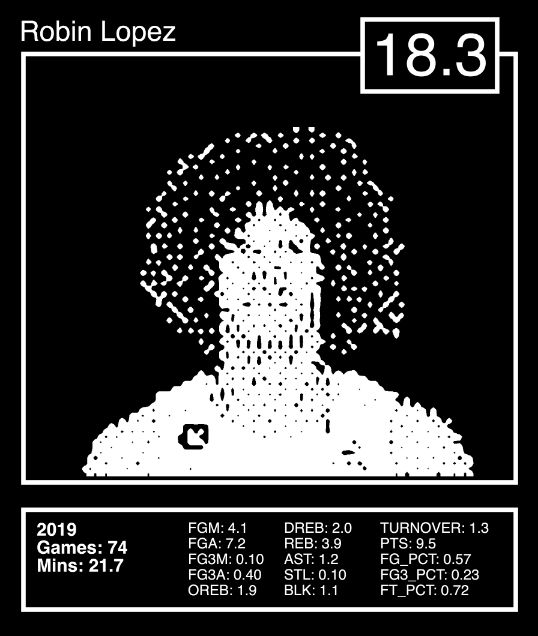 Robin Lopez
18.3
2019
Games: 74
Mins: 21.7
FGM: 4.1
FGA: 7.2
FG3M: 0.10
FG3A: 0.40
OREB: 1.9
DREB: 2.0
REB: 3.9
AST: 1.2
STL: 0.10
BLK: 1.1
TURNOVER: 1.3
PTS: 9.5
FG_PCT: 0.57
FG3_PCT: 0.23
FT_PCT: 0.72